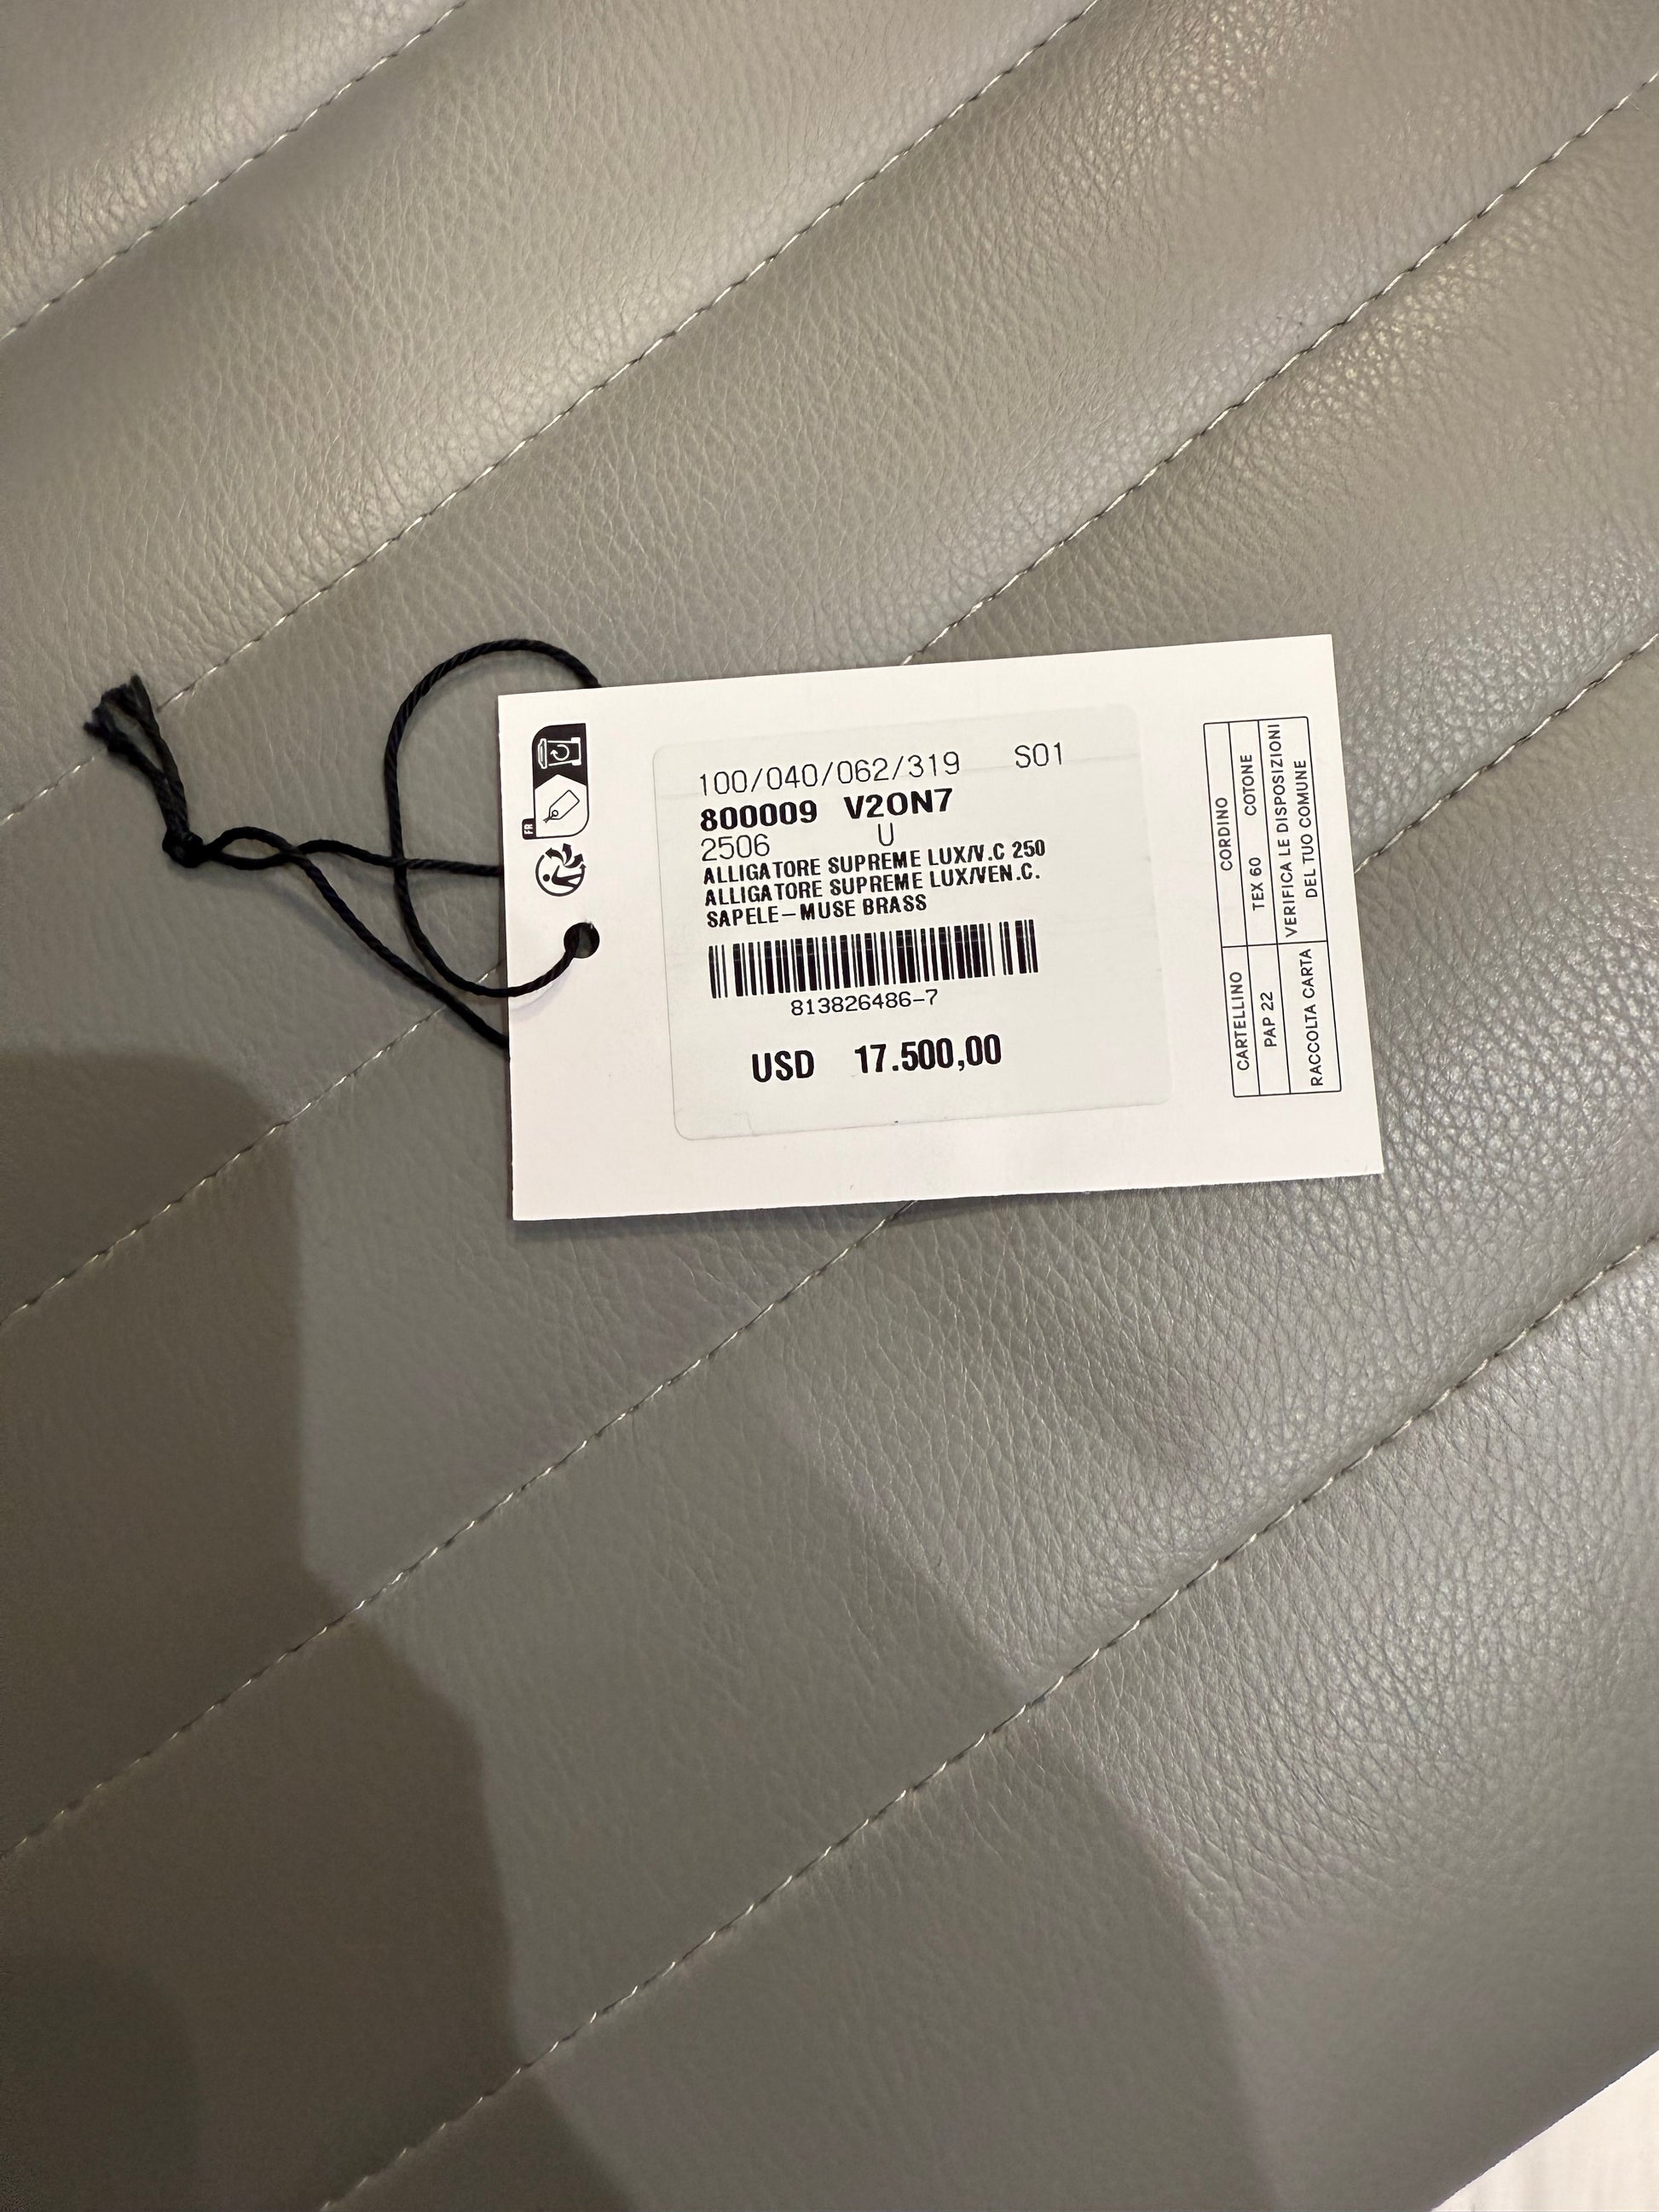 FR
100/040/062/319 S01
800009 V2ON7
2506 U
ALLIGATORE SUPREME LUX/V.C 250
ALLIGATORE SUPREME LUX/VEN.C.
SAPELE-MUSE BRASS
813826486-7
USD 17.500,00
CARTELLINO CORDINO
PAP 22 TEX 60 COTONE
RACCOLTA CARTA VERIFICA LE DISPOSIZIONI
DEL TUO COMUNE